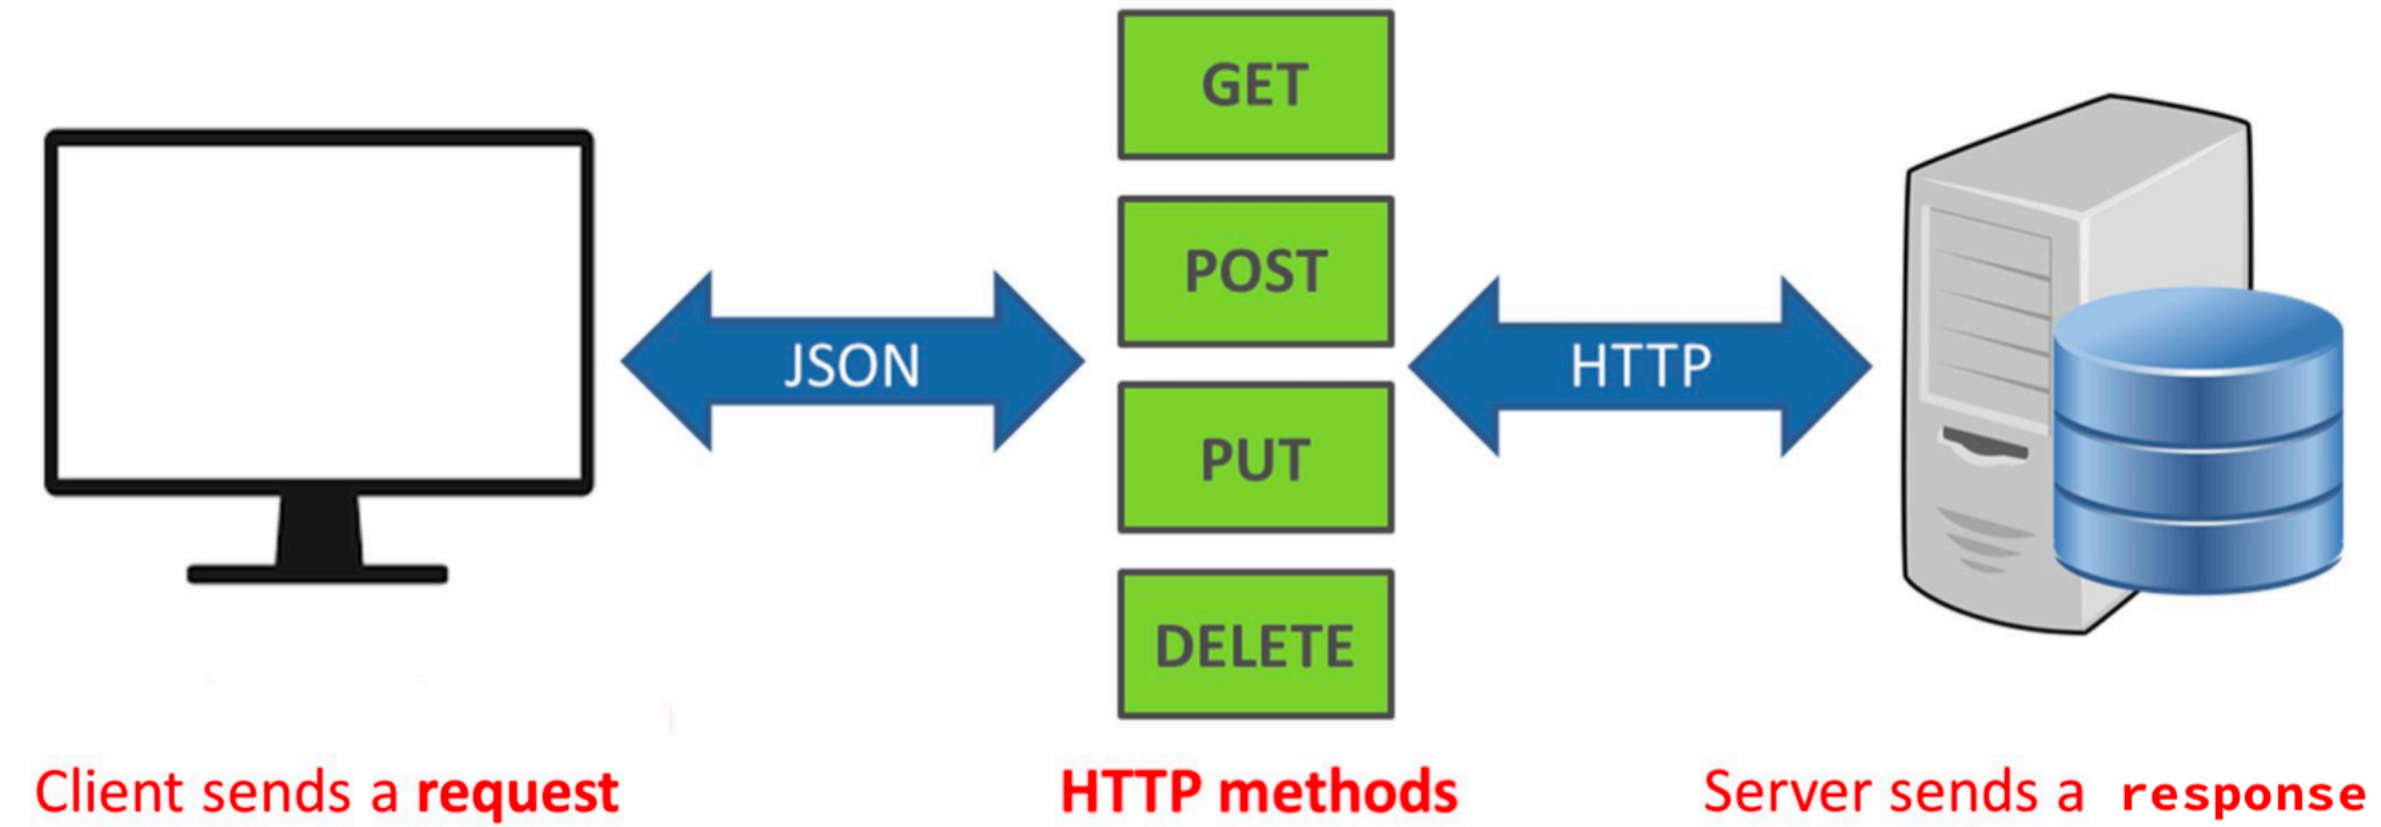 GET
POST
JSON
HTTP
PUT
DELETE
Client sends a request
HTTP methods
Server sends a response